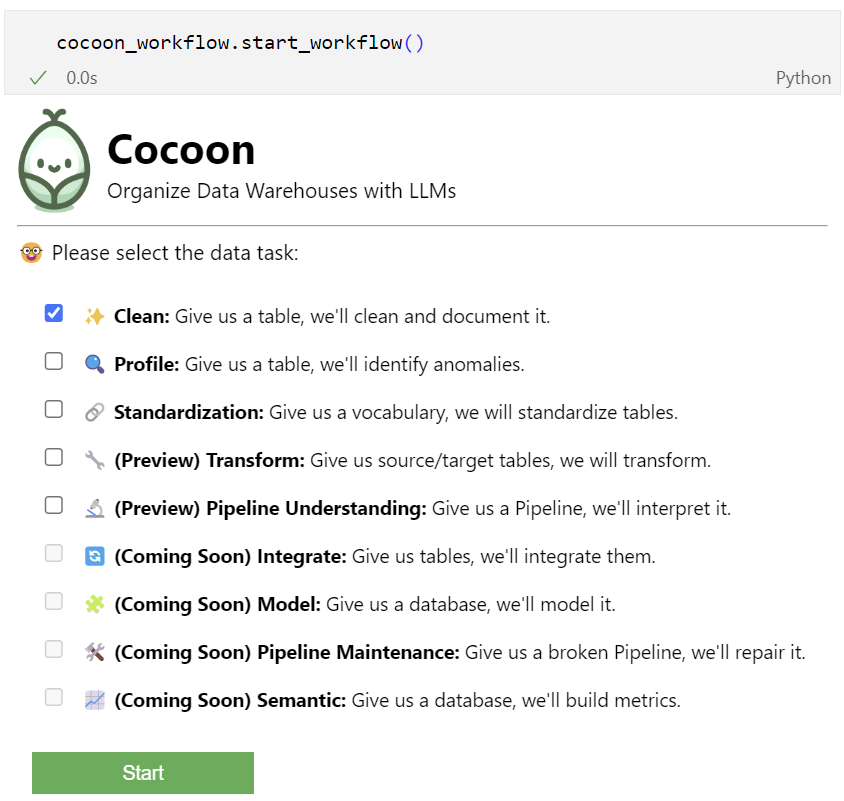 cocoon_workflow.start_workflow()
0.0s
Python
Cocoon
Organize Data Warehouses with LLMs
Please select the data task:
Clean: Give us a table, we'll clean and document it.
Profile: Give us a table, we'll identify anomalies.
Standardization: Give us a vocabulary, we will standardize tables.
(Preview) Transform: Give us source/target tables, we will transform.
(Preview) Pipeline Understanding: Give us a Pipeline, we'll interpret it.
(Coming Soon) Integrate: Give us tables, we'll integrate them.
(Coming Soon) Model: Give us a database, we'll model it.
(Coming Soon) Pipeline Maintenance: Give us a broken Pipeline, we'll repair it.
(Coming Soon) Semantic: Give us a database, we'll build metrics.
Start